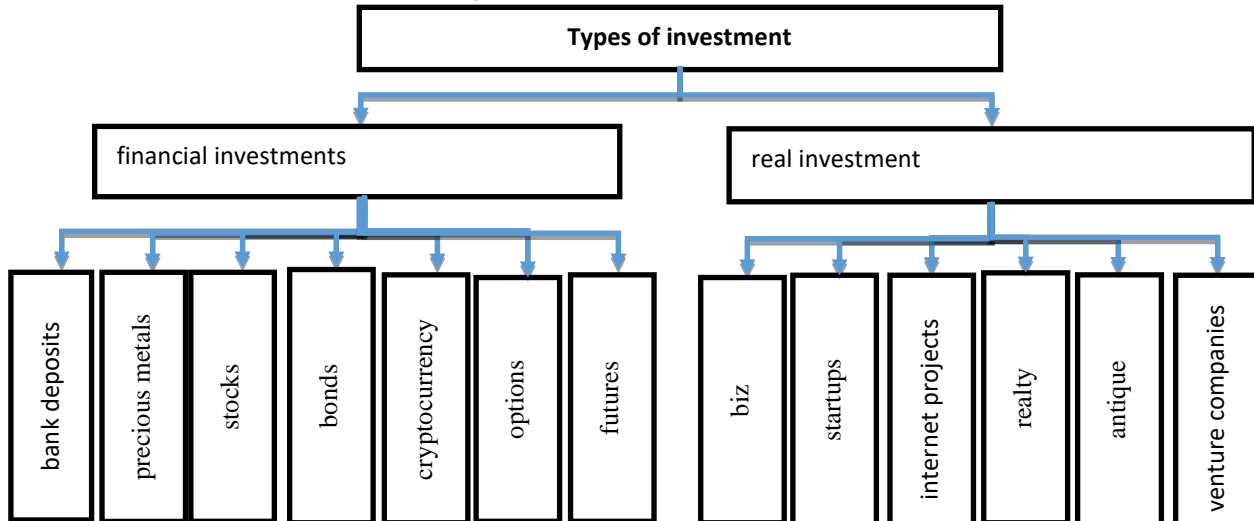 Types of investment
financial investments
real investment
bank deposits
precious metals
stocks
bonds
cryptocurrency
options
futures
biz
startups
internet projects
realty
antique
venture companies